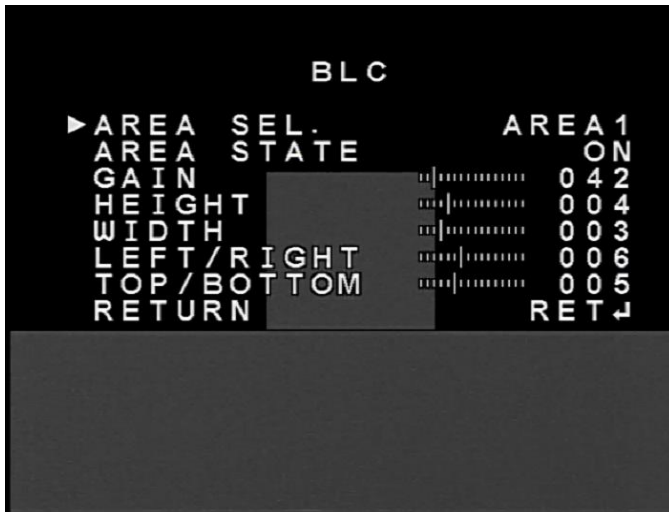 BLC
►AREA SEL. AREA1
AREA STATE ON
GAIN 042
HEIGHT 004
WIDTH 003
LEFT/RIGHT 006
TOP/BOTTOM 005
RETURN RET↲